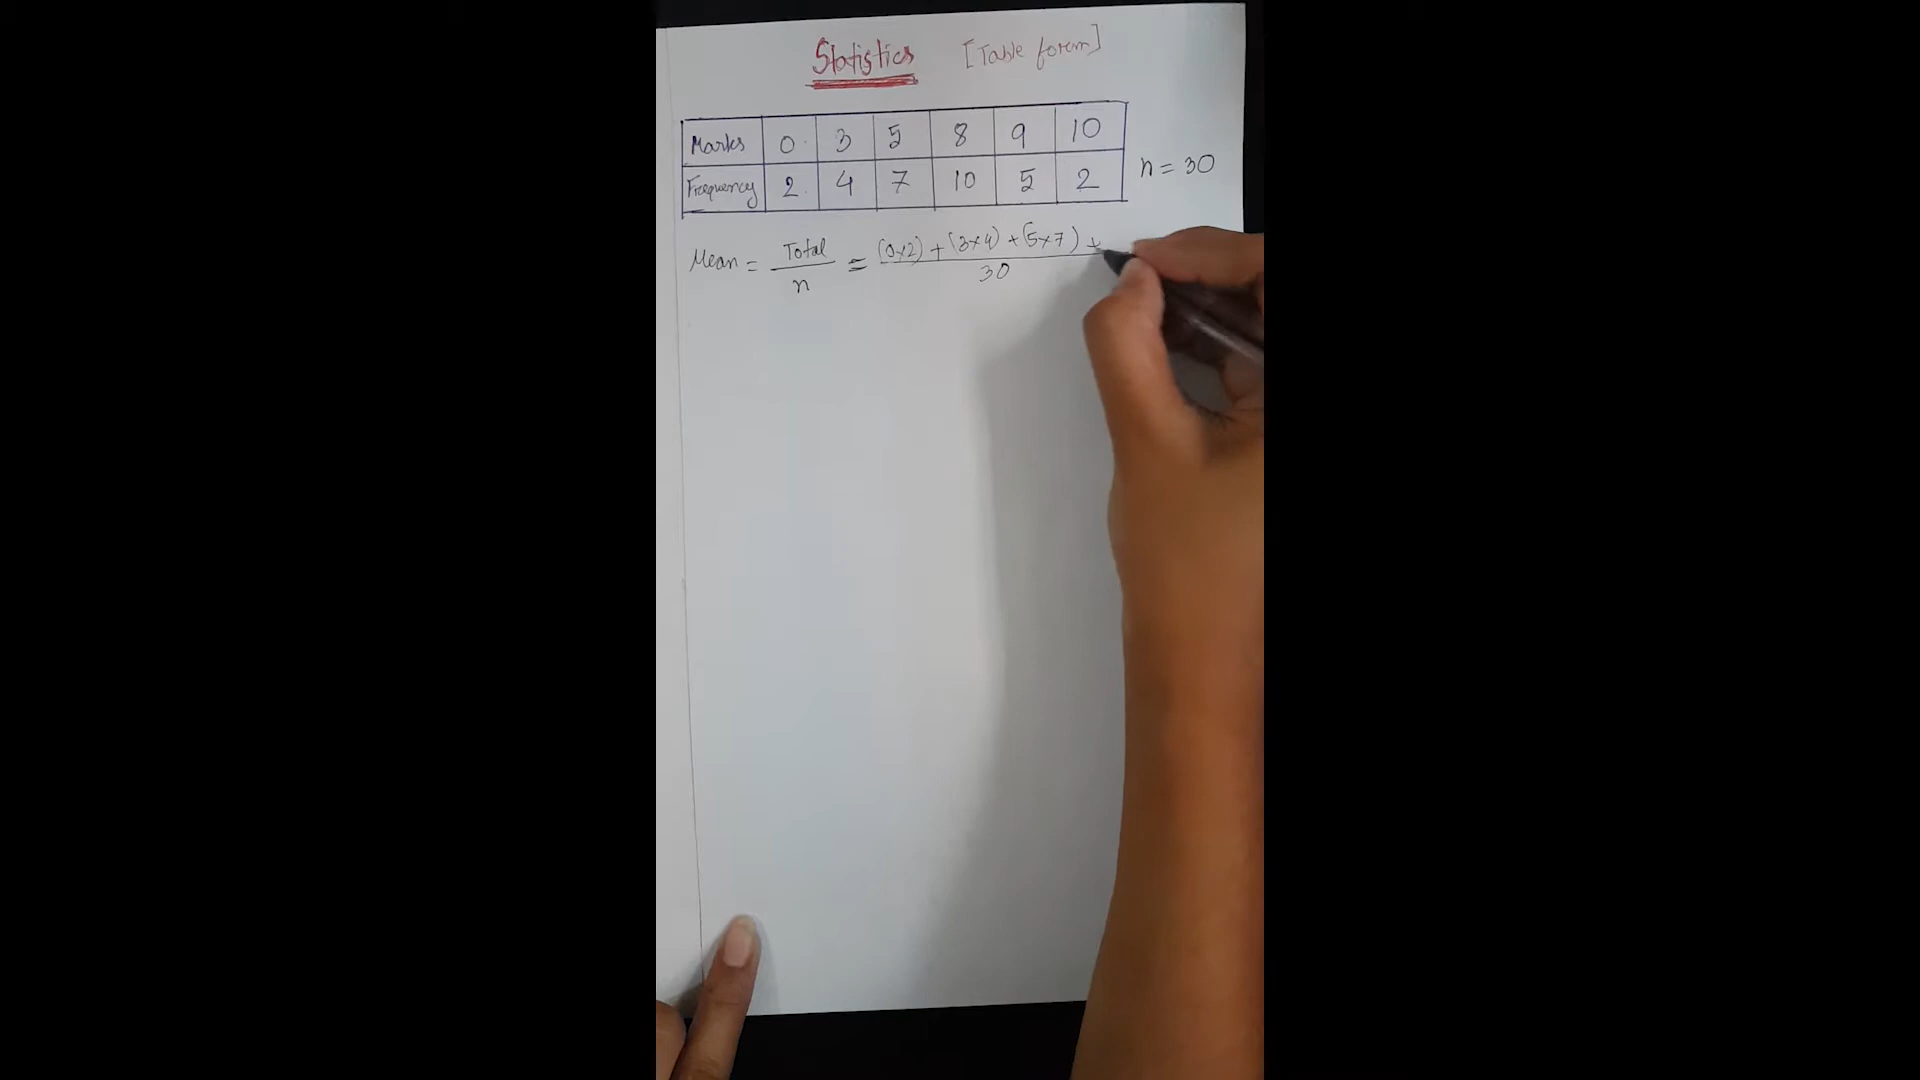 Statistics [Table form]
Marks 0 3 5 8 9 10
Frequency 2 4 7 10 5 2
n = 30
Mean = Total / n = (0×2) + (3×4) + (5×7) + / 30